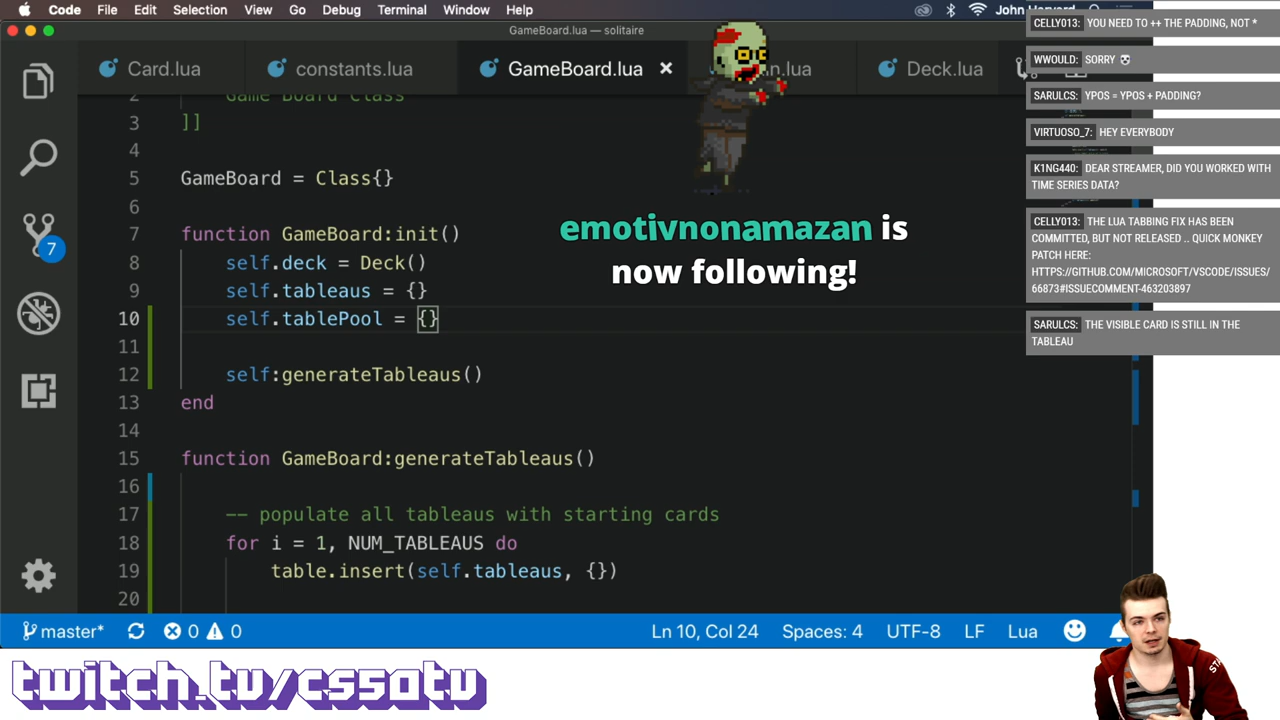 Code File Edit Selection View Go Debug Terminal Window Help
GameBoard.lua — solitaire
Card.lua constants.lua GameBoard.lua × .lua Deck.lua
2 Game Board Class
3 ]]
4
5 GameBoard = Class{}
6
7 function GameBoard:init()
8 self.deck = Deck()
9 self.tableaus = {}
10 self.tablePool = {}
11
12 self:generateTableaus()
13 end
14
15 function GameBoard:generateTableaus()
16
17 -- populate all tableaus with starting cards
18 for i = 1, NUM_TABLEAUS do
19 table.insert(self.tableaus, {})
20
7
emotivnonamazan is
now following!
CELLY013: YOU NEED TO ++ THE PADDING, NOT *
WWOULD: SORRY
SARULCS: YPOS = YPOS + PADDING?
VIRTUOSO_7: HEY EVERYBODY
K1NG440: DEAR STREAMER, DID YOU WORKED WITH
TIME SERIES DATA?
CELLY013: THE LUA TABBING FIX HAS BEEN
COMMITTED, BUT NOT RELEASED .. QUICK MONKEY
PATCH HERE:
HTTPS://GITHUB.COM/MICROSOFT/VSCODE/ISSUES/
66873#ISSUECOMMENT-463203897
SARULCS: THE VISIBLE CARD IS STILL IN THE
TABLEAU
master* 0 0 Ln 10, Col 24 Spaces: 4 UTF-8 LF Lua
twitch.tv/cs50tv